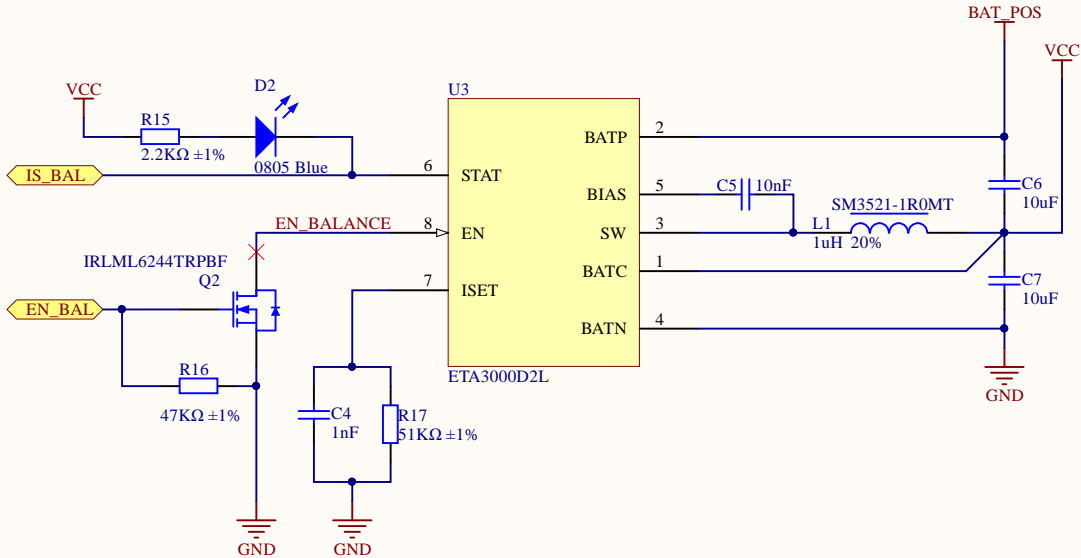 BAT_POS
VCC
VCC
D2
U3
R15
2.2KΩ ±1%
0805 Blue
BATP
2
IS_BAL
6
STAT
BIAS
5
C5
10nF
C6
10uF
SM3521-1R0MT
EN_BALANCE
8
EN
SW
3
L1
1uH 20%
IRLML6244TRPBF
Q2
BATC
1
C7
10uF
7
ISET
EN_BAL
BATN
4
R16
47KΩ ±1%
ETA3000D2L
GND
C4
1nF
R17
51KΩ ±1%
GND
GND